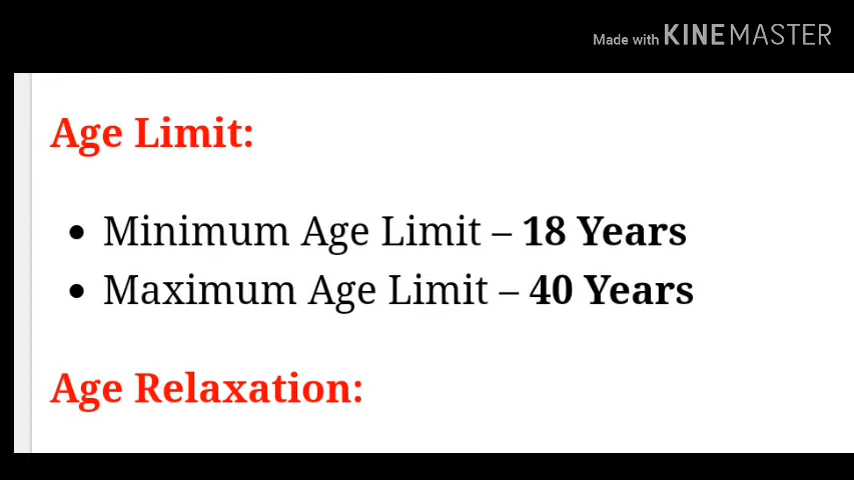 Made with KINEMASTER
Age Limit:
• Minimum Age Limit – 18 Years
• Maximum Age Limit – 40 Years
Age Relaxation: